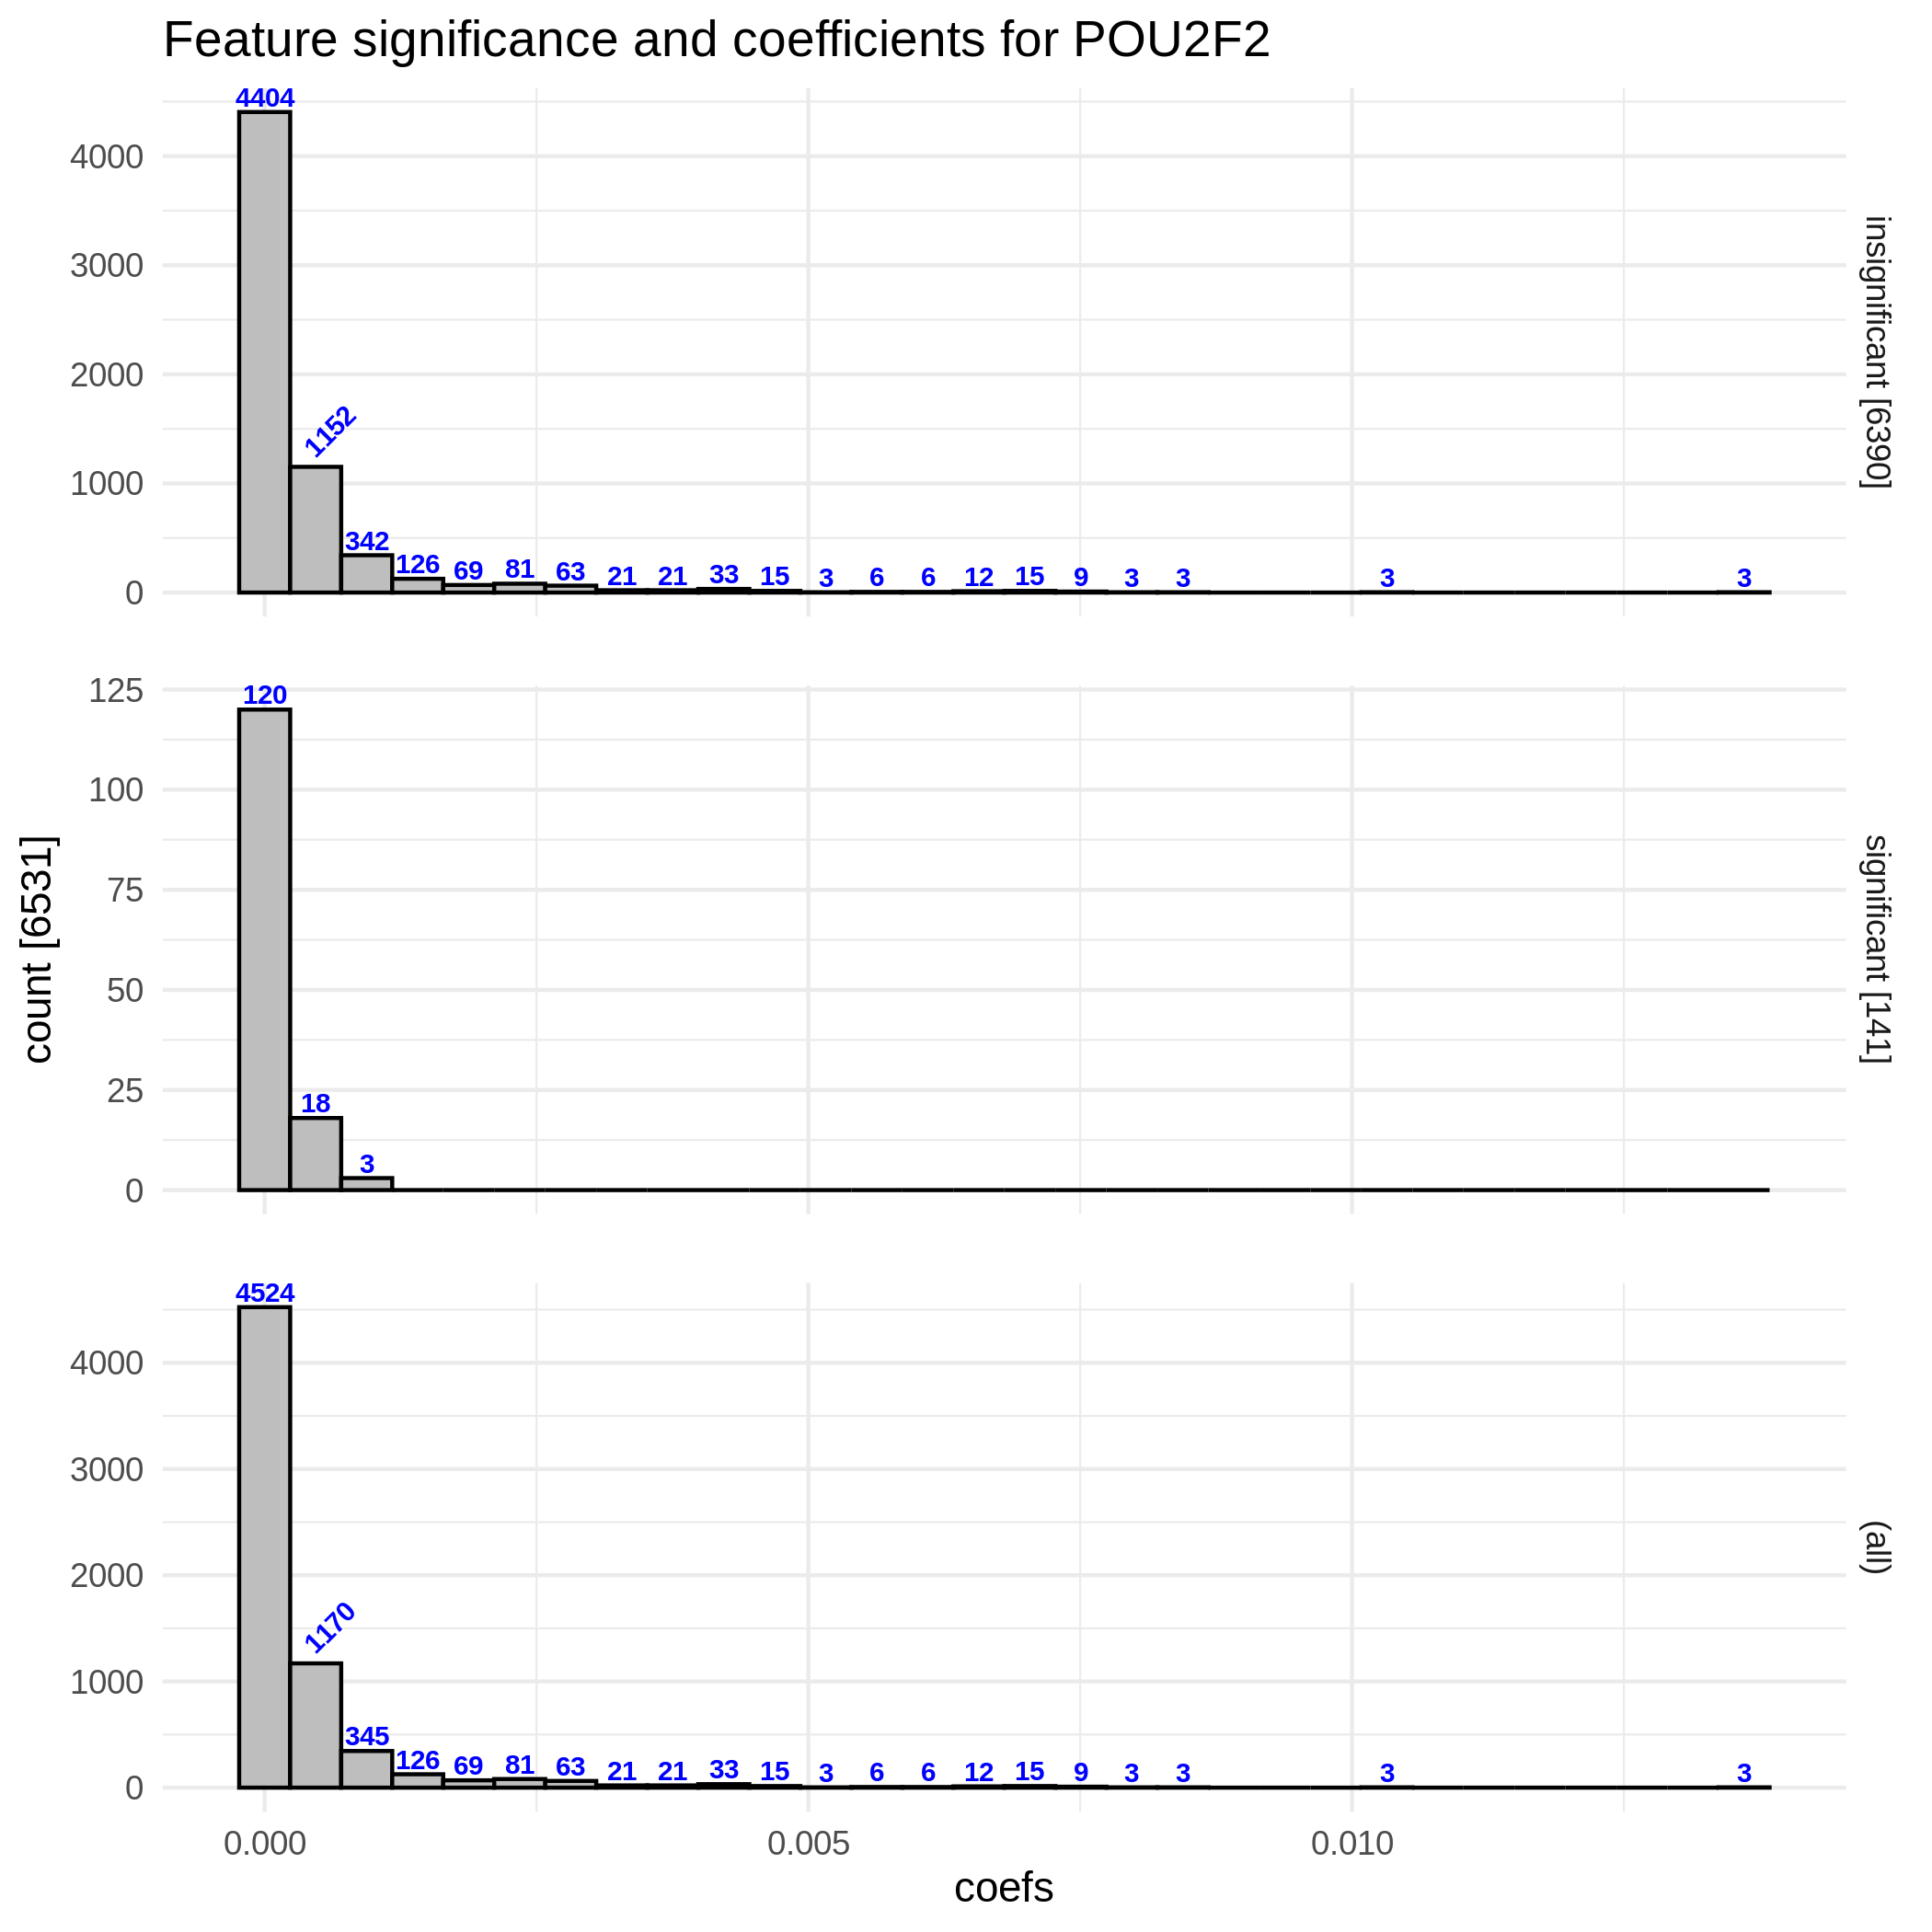 Feature significance and coefficients for POU2F2
4404
4000
3000
2000
1152
1000
342
126 69 81 63 21 21 33 15 3 6 6 12 15 9 3 3 3 3
0
insignificant [6390]
125
120
100
75
50
25
18
3
0
significant [141]
count [6531]
4524
4000
3000
2000
1170
1000
345
126 69 81 63 21 21 33 15 3 6 6 12 15 9 3 3 3 3
0
(all)
0.000 0.005 0.010
coefs